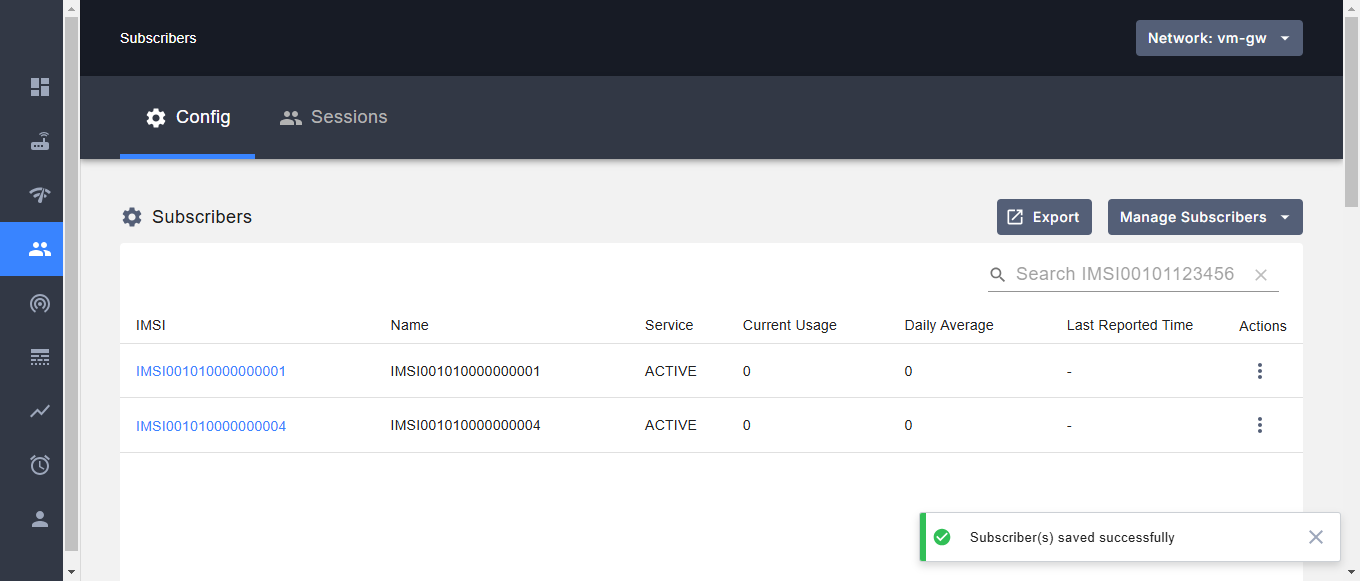 Subscribers
Network: vm-gw
Config
Sessions
Subscribers
Export
Manage Subscribers
Search IMSI00101123456
IMSI Name Service Current Usage Daily Average Last Reported Time Actions
IMSI001010000000001 IMSI001010000000001 ACTIVE 0 0 -
IMSI001010000000004 IMSI001010000000004 ACTIVE 0 0 -
Subscriber(s) saved successfully